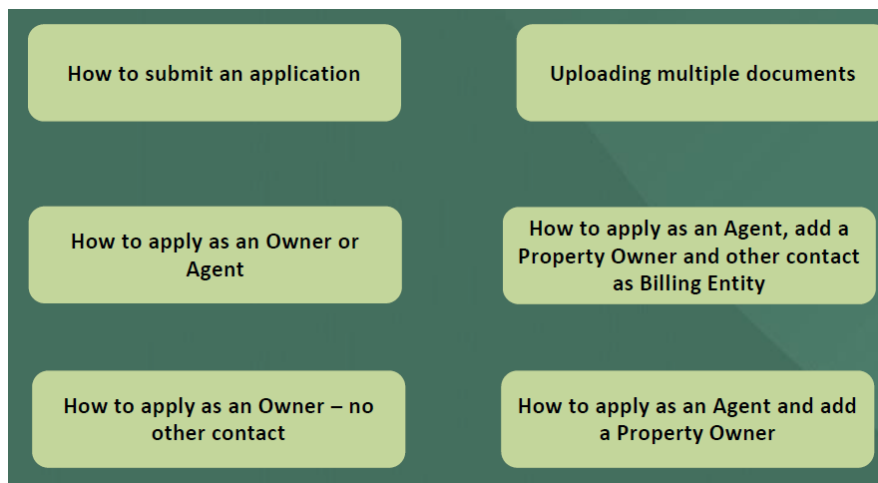 How to submit an application
Uploading multiple documents
How to apply as an Owner or
Agent
How to apply as an Agent, add a
Property Owner and other contact
as Billing Entity
How to apply as an Owner – no
other contact
How to apply as an Agent and add
a Property Owner